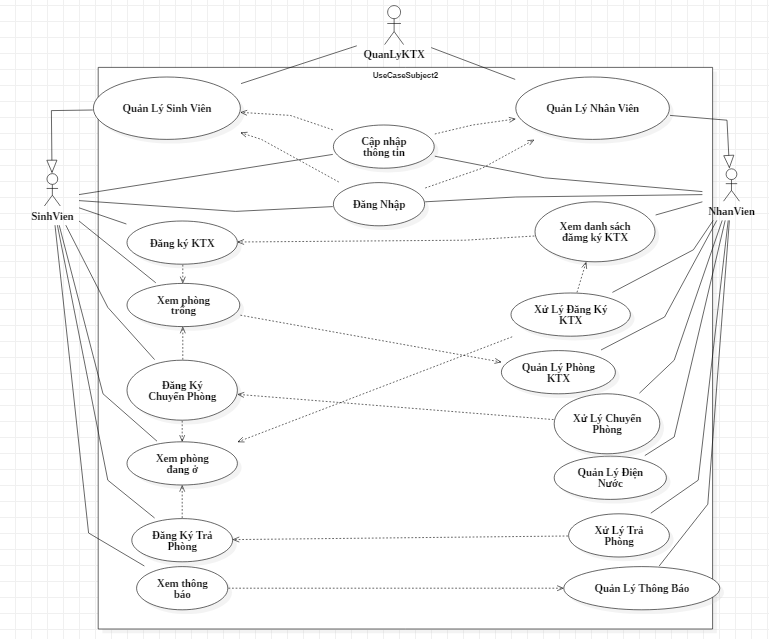 QuanLyKTX
UseCaseSubject2
Quản Lý Sinh Viên
Quản Lý Nhân Viên
Cập nhập
thông tin
Đăng Nhập
SinhVien
NhanVien
Đăng ký KTX
Xem danh sách
đămg ký KTX
Xem phòng
trống
Xử Lý Đăng Ký
KTX
Quản Lý Phòng
KTX
Đăng Ký
Chuyển Phòng
Xử Lý Chuyển
Phòng
Xem phòng
đang ở
Quản Lý Điện
Nước
Đăng Ký Trả
Phòng
Xử Lý Trả
Phòng
Xem thông
báo
Quản Lý Thông Báo